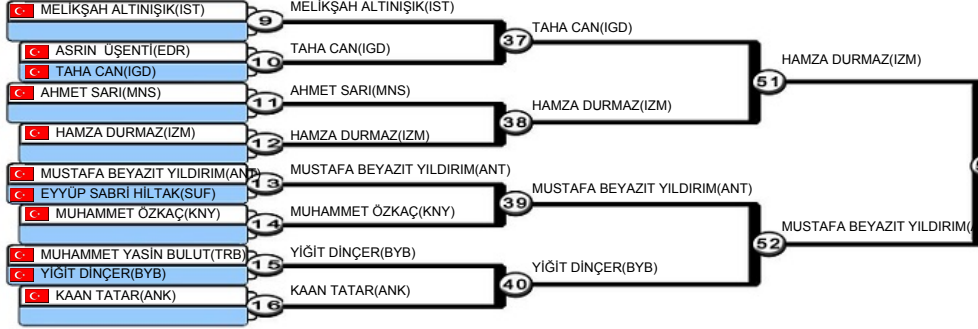 MELİKŞAH ALTINIŞIK(IST)
9
MELİKŞAH ALTINIŞIK(IST)
ASRIN ÜŞENTİ(EDR)
TAHA CAN(IGD)
10
TAHA CAN(IGD)
37
TAHA CAN(IGD)
AHMET SARI(MNS)
11
AHMET SARI(MNS)
HAMZA DURMAZ(IZM)
12
HAMZA DURMAZ(IZM)
38
HAMZA DURMAZ(IZM)
51
HAMZA DURMAZ(IZM)
MUSTAFA BEYAZIT YILDIRIM(ANT)
EYYÜP SABRİ HİLTAK(SUF)
13
MUSTAFA BEYAZIT YILDIRIM(ANT)
MUHAMMET ÖZKAÇ(KNY)
14
MUHAMMET ÖZKAÇ(KNY)
39
MUSTAFA BEYAZIT YILDIRIM(ANT)
MUHAMMET YASİN BULUT(TRB)
YİĞİT DİNÇER(BYB)
15
YİĞİT DİNÇER(BYB)
KAAN TATAR(ANK)
16
KAAN TATAR(ANK)
40
YİĞİT DİNÇER(BYB)
52
MUSTAFA BEYAZIT YILDIRIM(